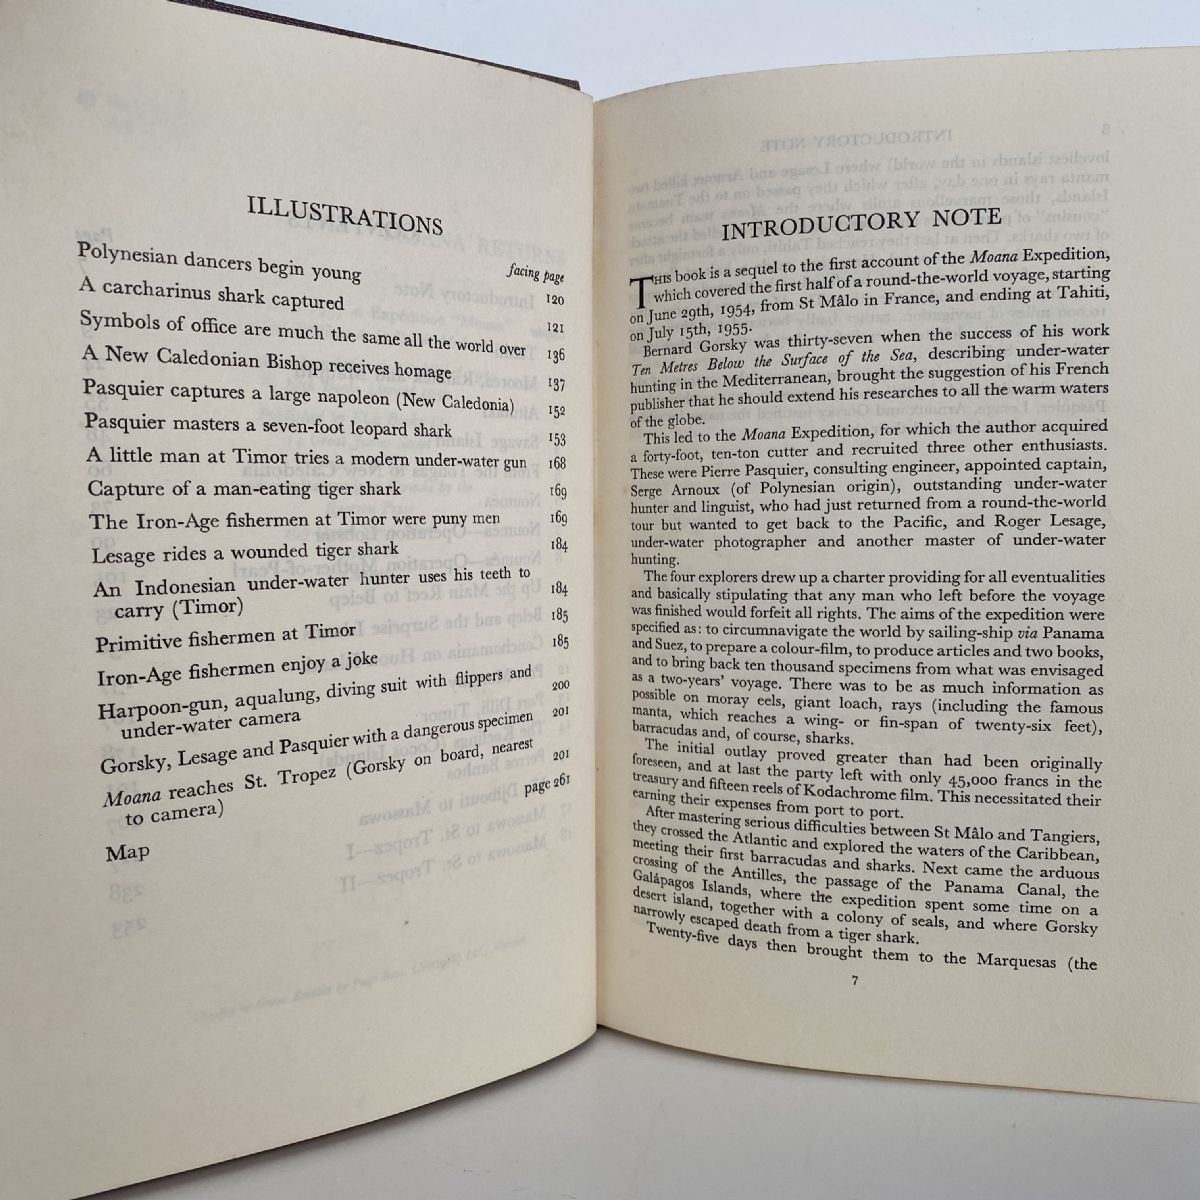 ILLUSTRATIONS
facing page
Polynesian dancers begin young 120
A carcharinus shark captured 121
Symbols of office are much the same all the world over 136
A New Caledonian Bishop receives homage 137
Pasquier captures a large napoleon (New Caledonia) 152
Pasquier masters a seven-foot leopard shark 153
A little man at Timor tries a modern under-water gun 168
Capture of a man-eating tiger shark 169
The Iron-Age fishermen at Timor were puny men 169
Lesage rides a wounded tiger shark 184
An Indonesian under-water hunter uses his teeth to
carry (Timor) 184
Primitive fishermen at Timor 185
Iron-Age fishermen enjoy a joke 185
Harpoon-gun, aqualung, diving suit with flippers and
under-water camera 200
Gorsky, Lesage and Pasquier with a dangerous specimen 201
Moana reaches St. Tropez (Gorsky on board, nearest
to camera) 201
Map page 261
INTRODUCTORY NOTE
THIS book is a sequel to the first account of the Moana Expedition,
which covered the first half of a round-the-world voyage, starting
on June 29th, 1954, from St Mâlo in France, and ending at Tahiti,
on July 15th, 1955.
Bernard Gorsky was thirty-seven when the success of his work
Ten Metres Below the Surface of the Sea, describing under-water
hunting in the Mediterranean, brought the suggestion of his French
publisher that he should extend his researches to all the warm waters
of the globe.
This led to the Moana Expedition, for which the author acquired
a forty-foot, ten-ton cutter and recruited three other enthusiasts.
These were Pierre Pasquier, consulting engineer, appointed captain,
Serge Arnoux (of Polynesian origin), outstanding under-water
hunter and linguist, who had just returned from a round-the-world
tour but wanted to get back to the Pacific, and Roger Lesage,
under-water photographer and another master of under-water
hunting.
The four explorers drew up a charter providing for all eventualities
and basically stipulating that any man who left before the voyage
was finished would forfeit all rights. The aims of the expedition were
specified as: to circumnavigate the world by sailing-ship via Panama
and Suez, to prepare a colour-film, to produce articles and two books,
and to bring back ten thousand specimens from what was envisaged
as a two-years' voyage. There was to be as much information as
possible on moray eels, giant loach, rays (including the famous
manta, which reaches a wing- or fin-span of twenty-six feet),
barracudas and, of course, sharks.
The initial outlay proved greater than had been originally
foreseen, and at last the party left with only 45,000 francs in the
treasury and fifteen reels of Kodachrome film. This necessitated their
earning their expenses from port to port.
After mastering serious difficulties between St Mâlo and Tangiers,
they crossed the Atlantic and explored the waters of the Caribbean,
meeting their first barracudas and sharks. Next came the arduous
crossing of the Antilles, the passage of the Panama Canal, the
Galápagos Islands, where the expedition spent some time on a
desert island, together with a colony of seals, and where Gorsky
narrowly escaped death from a tiger shark.
Twenty-five days then brought them to the Marquesas (the
7